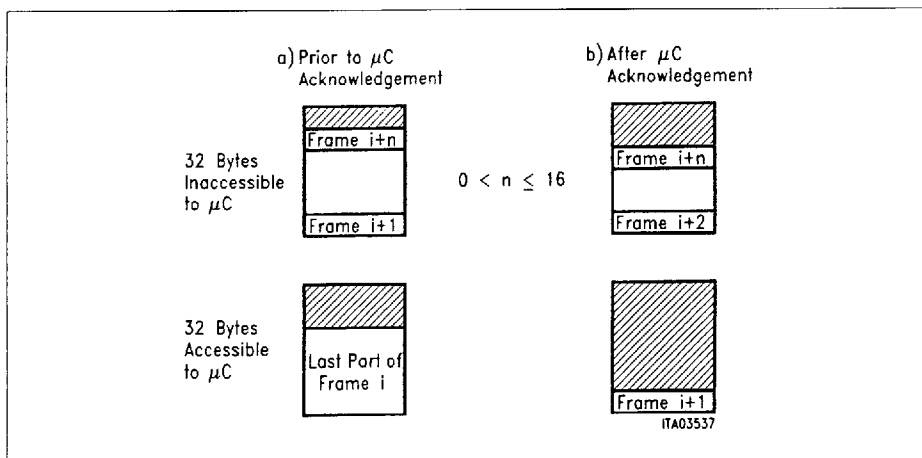 a) Prior to μC
Acknowledgement
b) After μC
Acknowledgement
32 Bytes
Inaccessible
to μC
Frame i+n
Frame i+1
0 < n ≤ 16
Frame i+n
Frame i+2
32 Bytes
Accessible
to μC
Last Part of
Frame i
Frame i+1
ITA03537